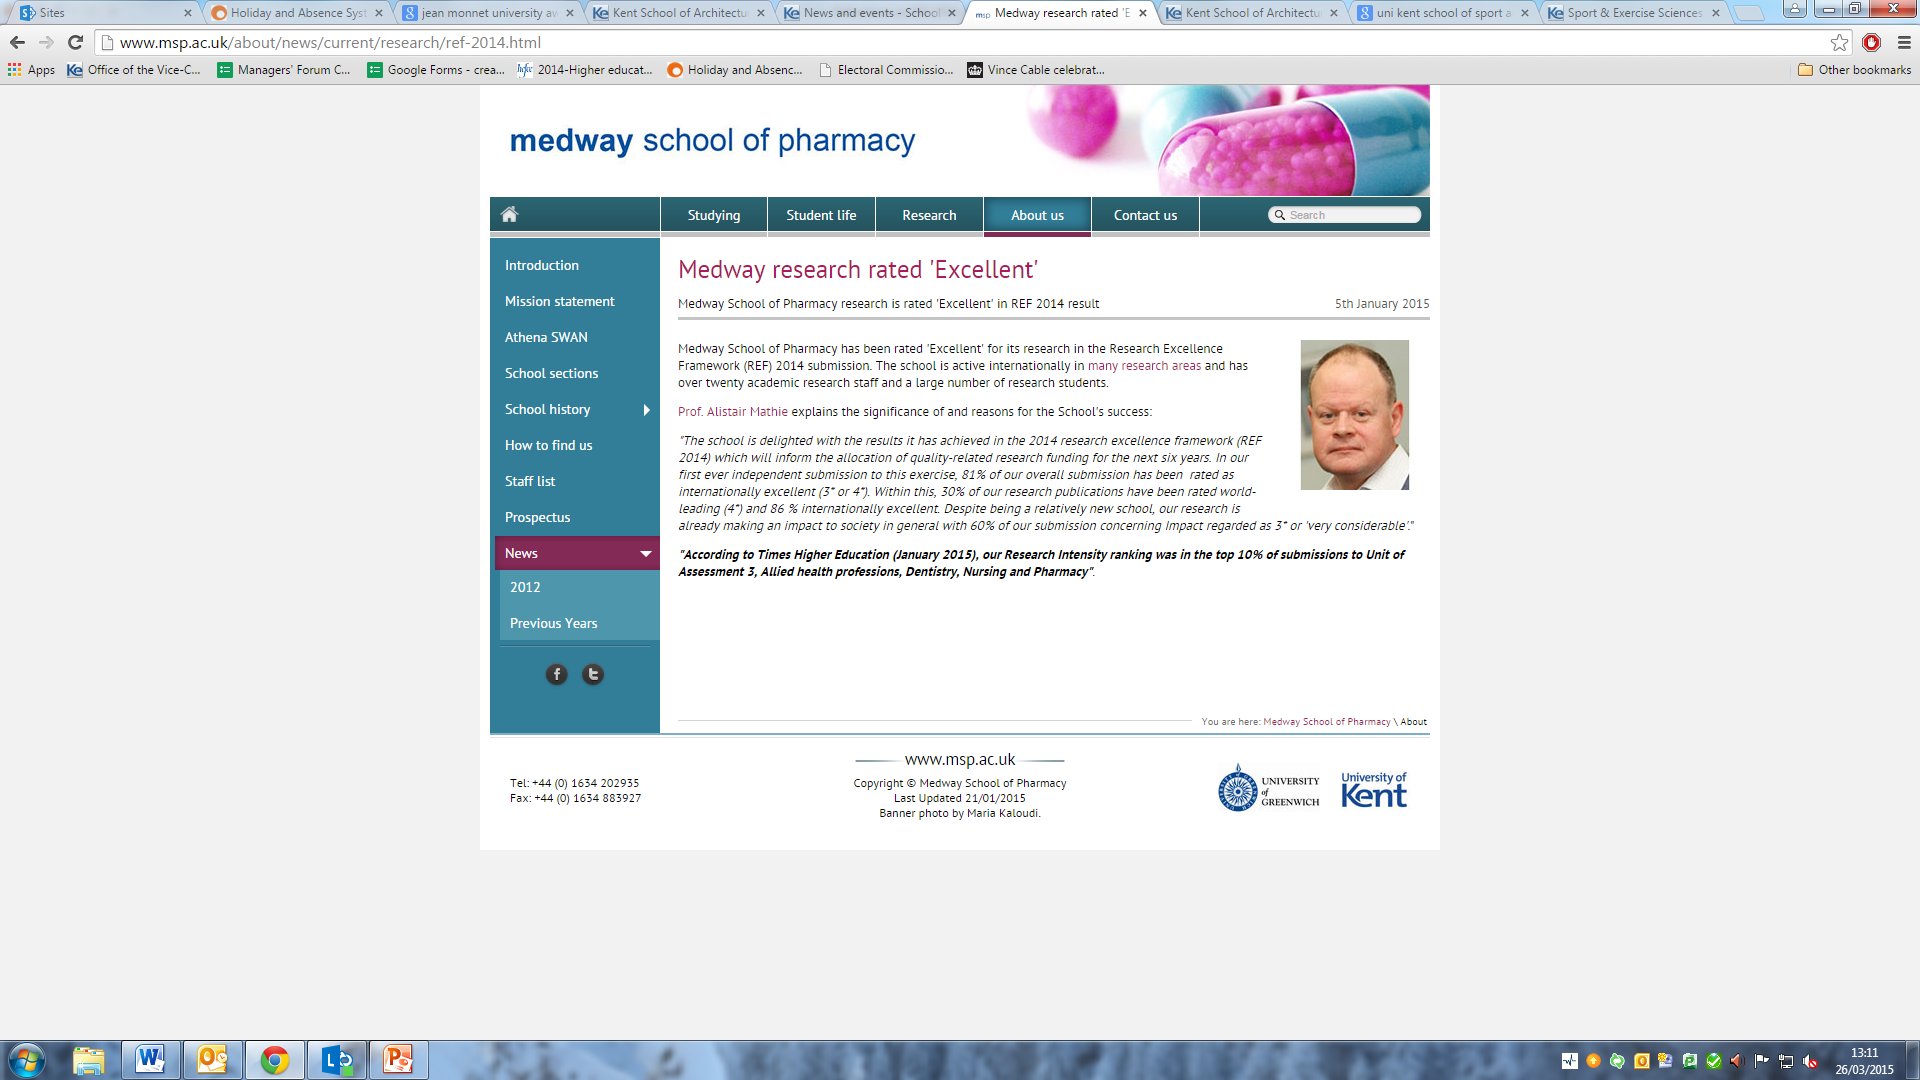 Sites
Holiday and Absence Syst
jean monnet university aw
Kent School of Architectu
News and events - School
Medway research rated 'E
Kent School of Architectu
uni kent school of sport a
Sport & Exercise Sciences
www.msp.ac.uk/about/news/current/research/ref-2014.html
Apps
Office of the Vice-C...
Managers' Forum C...
Google Forms - crea...
2014-Higher educat...
Holiday and Absenc...
Electoral Commissio...
Vince Cable celebrat...
Other bookmarks
medway school of pharmacy
Studying
Student life
Research
About us
Contact us
Search
Introduction
Mission statement
Athena SWAN
School sections
School history
How to find us
Staff list
Prospectus
News
2012
Previous Years
Medway research rated 'Excellent'
Medway School of Pharmacy research is rated 'Excellent' in REF 2014 result
5th January 2015
Medway School of Pharmacy has been rated 'Excellent' for its research in the Research Excellence
Framework (REF) 2014 submission. The school is active internationally in many research areas and has
over twenty academic research staff and a large number of research students.
Prof. Alistair Mathie explains the significance of and reasons for the School's success:
"The school is delighted with the results it has achieved in the 2014 research excellence framework (REF
2014) which will inform the allocation of quality-related research funding for the next six years. In our
first ever independent submission to this exercise, 81% of our overall submission has been rated as
internationally excellent (3* or 4*). Within this, 30% of our research publications have been rated world-
leading (4*) and 86 % internationally excellent. Despite being a relatively new school, our research is
already making an impact to society in general with 60% of our submission concerning Impact regarded as 3* or 'very considerable'."
"According to Times Higher Education (January 2015), our Research Intensity ranking was in the top 10% of submissions to Unit of
Assessment 3, Allied health professions, Dentistry, Nursing and Pharmacy".
You are here: Medway School of Pharmacy \ About
Tel: +44 (0) 1634 202935
Fax: +44 (0) 1634 883927
www.msp.ac.uk
Copyright © Medway School of Pharmacy
Last Updated 21/01/2015
Banner photo by Maria Kaloudi.
UNIVERSITY
of
GREENWICH
University of
Kent
13:11
26/03/2015